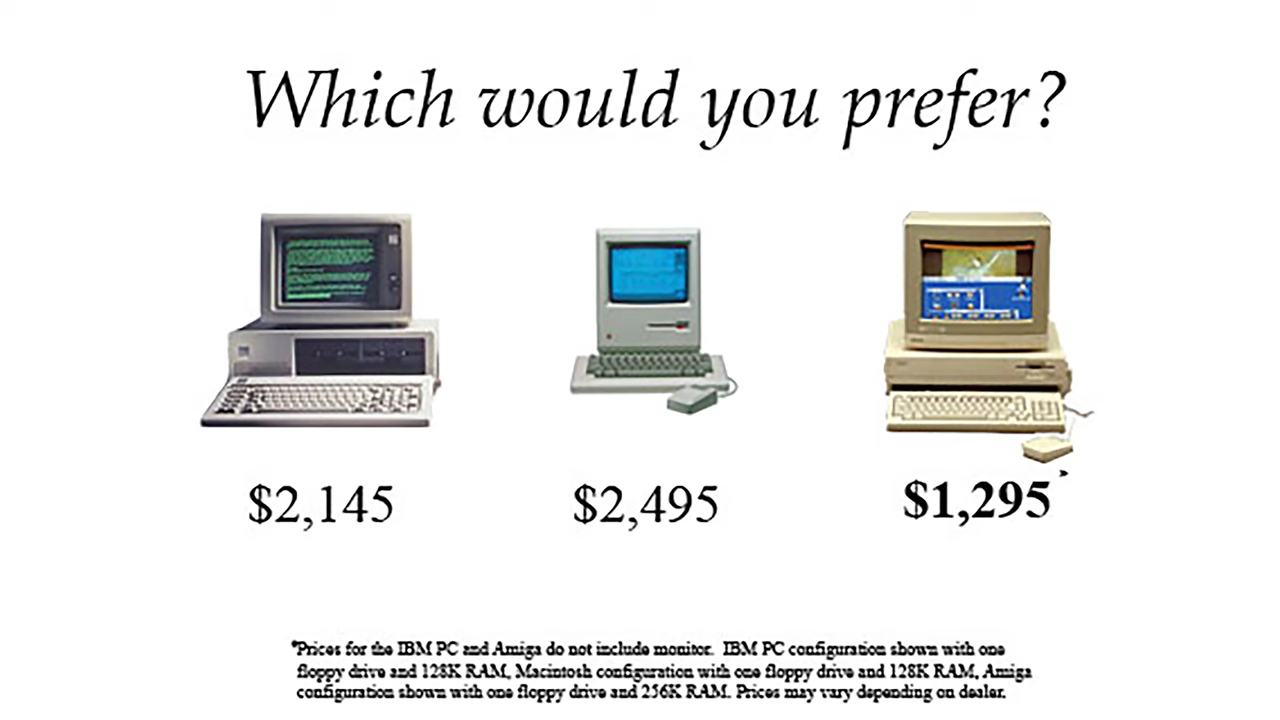 Which would you prefer?
$2,145 $2,495 $1,295
*Prices for the IBM PC and Amiga do not include monitor. IBM PC configuration shown with one
floppy drive and 128K RAM, Macintosh configuration with one floppy drive and 128K RAM, Amiga
configuration shown with one floppy drive and 256K RAM. Prices may vary depending on dealer.